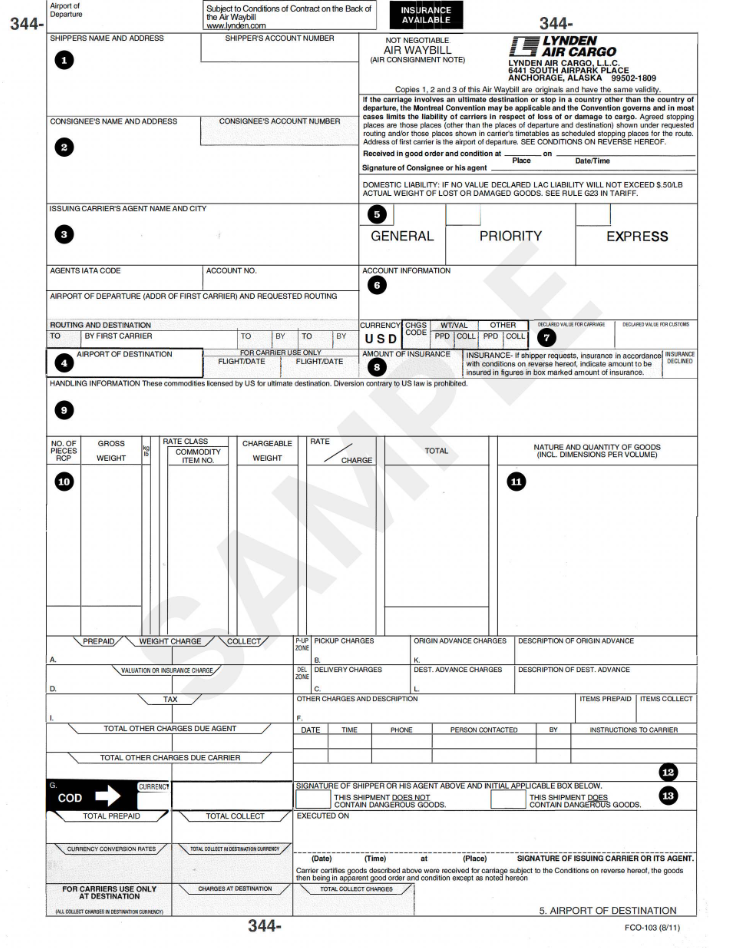 Airport of
Departure
Subject to Conditions of Contract on the Back of
the Air Waybill
www.lynden.com
INSURANCE
AVAILABLE
344-
344-
SHIPPERS NAME AND ADDRESS
SHIPPER'S ACCOUNT NUMBER
1
NOT NEGOTIABLE
AIR WAYBILL
(AIR CONSIGNMENT NOTE)
LYNDEN
AIR CARGO
LYNDEN AIR CARGO, L.L.C.
6441 SOUTH AIRPARK PLACE
ANCHORAGE, ALASKA 99502-1809
Copies 1, 2 and 3 of this Air Waybill are originals and have the same validity.
If the carriage involves an ultimate destination or stop in a country other than the country of
departure, the Montreal Convention may be applicable and the Convention governs and in most
cases limits the liability of carriers in respect of loss of or damage to cargo. Agreed stopping
places are those places (other than the places of departure and destination) shown under requested
routing and/or those places shown in carrier's timetables as scheduled stopping places for the route.
Address of first carrier is the airport of departure. SEE CONDITIONS ON REVERSE HEREOF.
CONSIGNEE'S NAME AND ADDRESS
CONSIGNEE'S ACCOUNT NUMBER
2
Received in good order and condition at on
Place Date/Time
Signature of Consignee or his agent
DOMESTIC LIABILITY: IF NO VALUE DECLARED LAC LIABILITY WILL NOT EXCEED $.50/LB
ACTUAL WEIGHT OF LOST OR DAMAGED GOODS. SEE RULE G23 IN TARIFF.
ISSUING CARRIER'S AGENT NAME AND CITY
3
5
GENERAL PRIORITY EXPRESS
AGENTS IATA CODE
ACCOUNT NO.
ACCOUNT INFORMATION
6
AIRPORT OF DEPARTURE (ADDR OF FIRST CARRIER) AND REQUESTED ROUTING
ROUTING AND DESTINATION
TO BY FIRST CARRIER TO BY TO BY
CURRENCY
USD
CHGS
CODE
WT/VAL
PPD COLL
OTHER
PPD COLL
DECLARED VALUE FOR CARRIAGE
7
DECLARED VALUE FOR CUSTOMS
4
AIRPORT OF DESTINATION
FOR CARRIER USE ONLY
FLIGHT/DATE FLIGHT/DATE
AMOUNT OF INSURANCE
8
INSURANCE- If shipper requests, insurance in accordance
with conditions on reverse hereof, indicate amount to be
insured in figures in box marked amount of insurance.
INSURANCE
DECLINED
HANDLING INFORMATION These commodities licensed by US for ultimate destination. Diversion contrary to US law is prohibited.
9
NO. OF
PIECES
RCP
GROSS
WEIGHT
kg
lb
RATE CLASS
COMMODITY
ITEM NO.
CHARGEABLE
WEIGHT
RATE
CHARGE
TOTAL
NATURE AND QUANTITY OF GOODS
(INCL. DIMENSIONS PER VOLUME)
10
11
SAMPLE
PREPAID WEIGHT CHARGE COLLECT
A.
P-UP
ZONE
PICKUP CHARGES
B.
ORIGIN ADVANCE CHARGES
K.
DESCRIPTION OF ORIGIN ADVANCE
VALUATION OR INSURANCE CHARGE
D.
DEL
ZONE
DELIVERY CHARGES
C.
DEST. ADVANCE CHARGES
L.
DESCRIPTION OF DEST. ADVANCE
TAX
I.
OTHER CHARGES AND DESCRIPTION
F.
ITEMS PREPAID ITEMS COLLECT
TOTAL OTHER CHARGES DUE AGENT
DATE TIME PHONE PERSON CONTACTED BY INSTRUCTIONS TO CARRIER
TOTAL OTHER CHARGES DUE CARRIER
12
G.
COD
CURRENCY
SIGNATURE OF SHIPPER OR HIS AGENT ABOVE AND INITIAL APPLICABLE BOX BELOW.
THIS SHIPMENT DOES NOT
CONTAIN DANGEROUS GOODS.
THIS SHIPMENT DOES
CONTAIN DANGEROUS GOODS.
13
TOTAL PREPAID TOTAL COLLECT
EXECUTED ON
CURRENCY CONVERSION RATES
TOTAL COLLECT IN DESTINATION CURRENCY
(Date) (Time) at (Place) SIGNATURE OF ISSUING CARRIER OR ITS AGENT.
Carrier certifies goods described above were received for carriage subject to the Conditions on reverse hereof, the goods
then being in apparent good order and condition except as noted hereon
FOR CARRIERS USE ONLY
AT DESTINATION
(ALL COLLECT CHARGES IN DESTINATION CURRENCY)
CHARGES AT DESTINATION
TOTAL COLLECT CHARGES
5. AIRPORT OF DESTINATION
344-
FCO-103 (8/11)